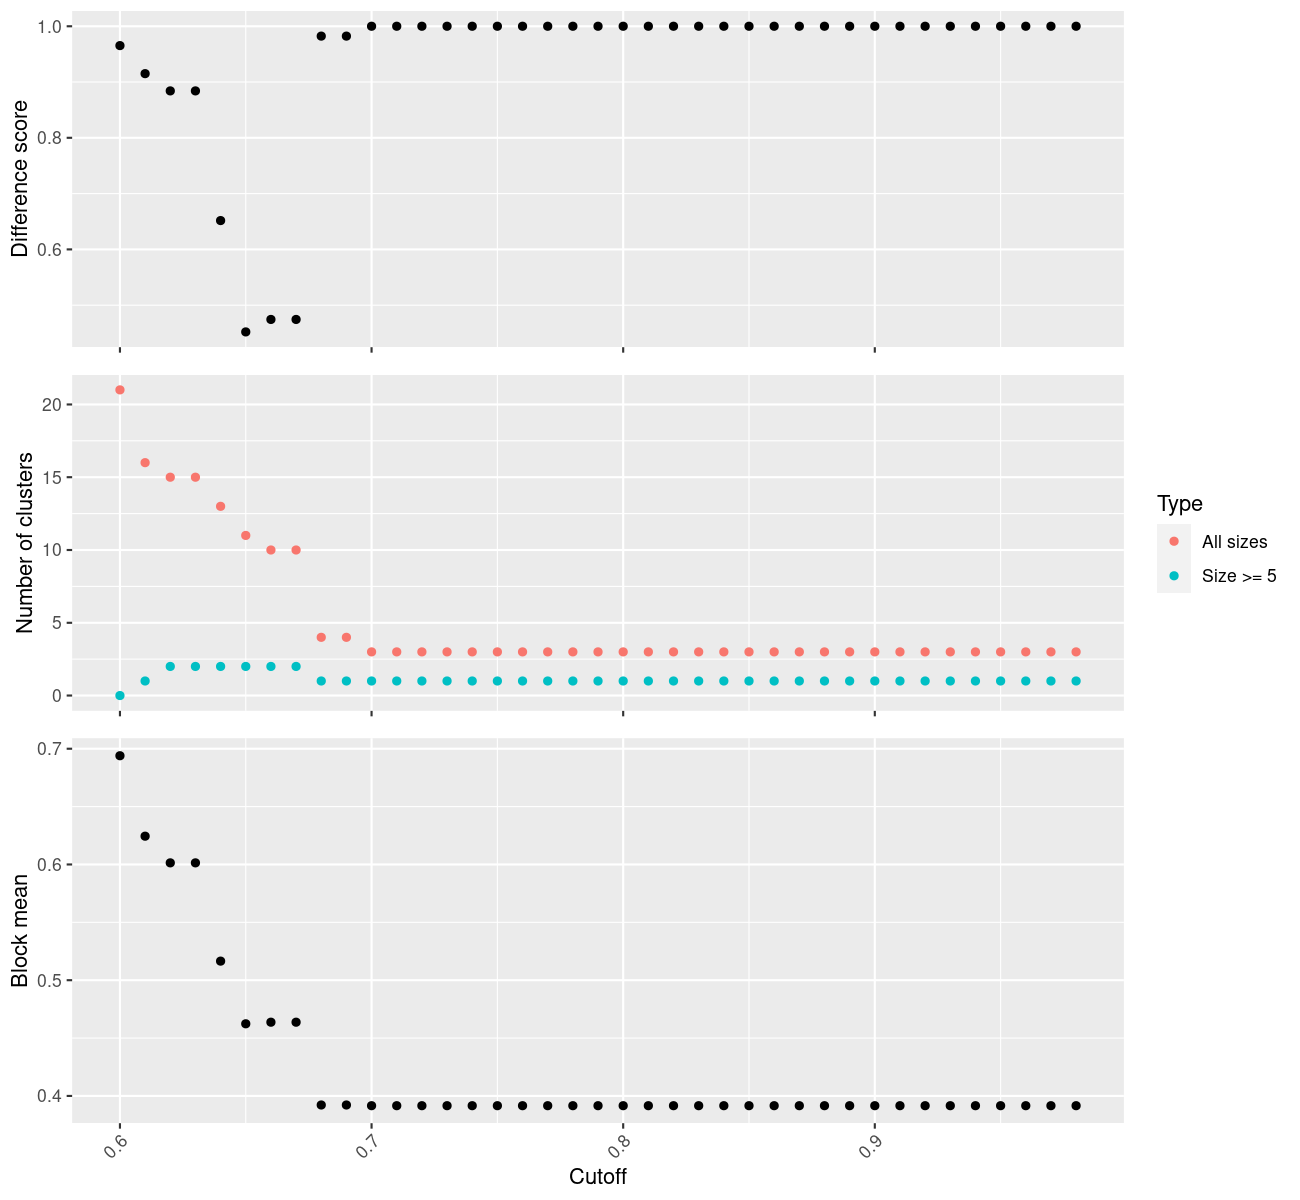 Difference score
1.0
0.8
0.6
Number of clusters
20
15
10
5
0
Type
All sizes
Size >= 5
Block mean
0.7
0.6
0.5
0.4
0.6 0.7 0.8 0.9
Cutoff